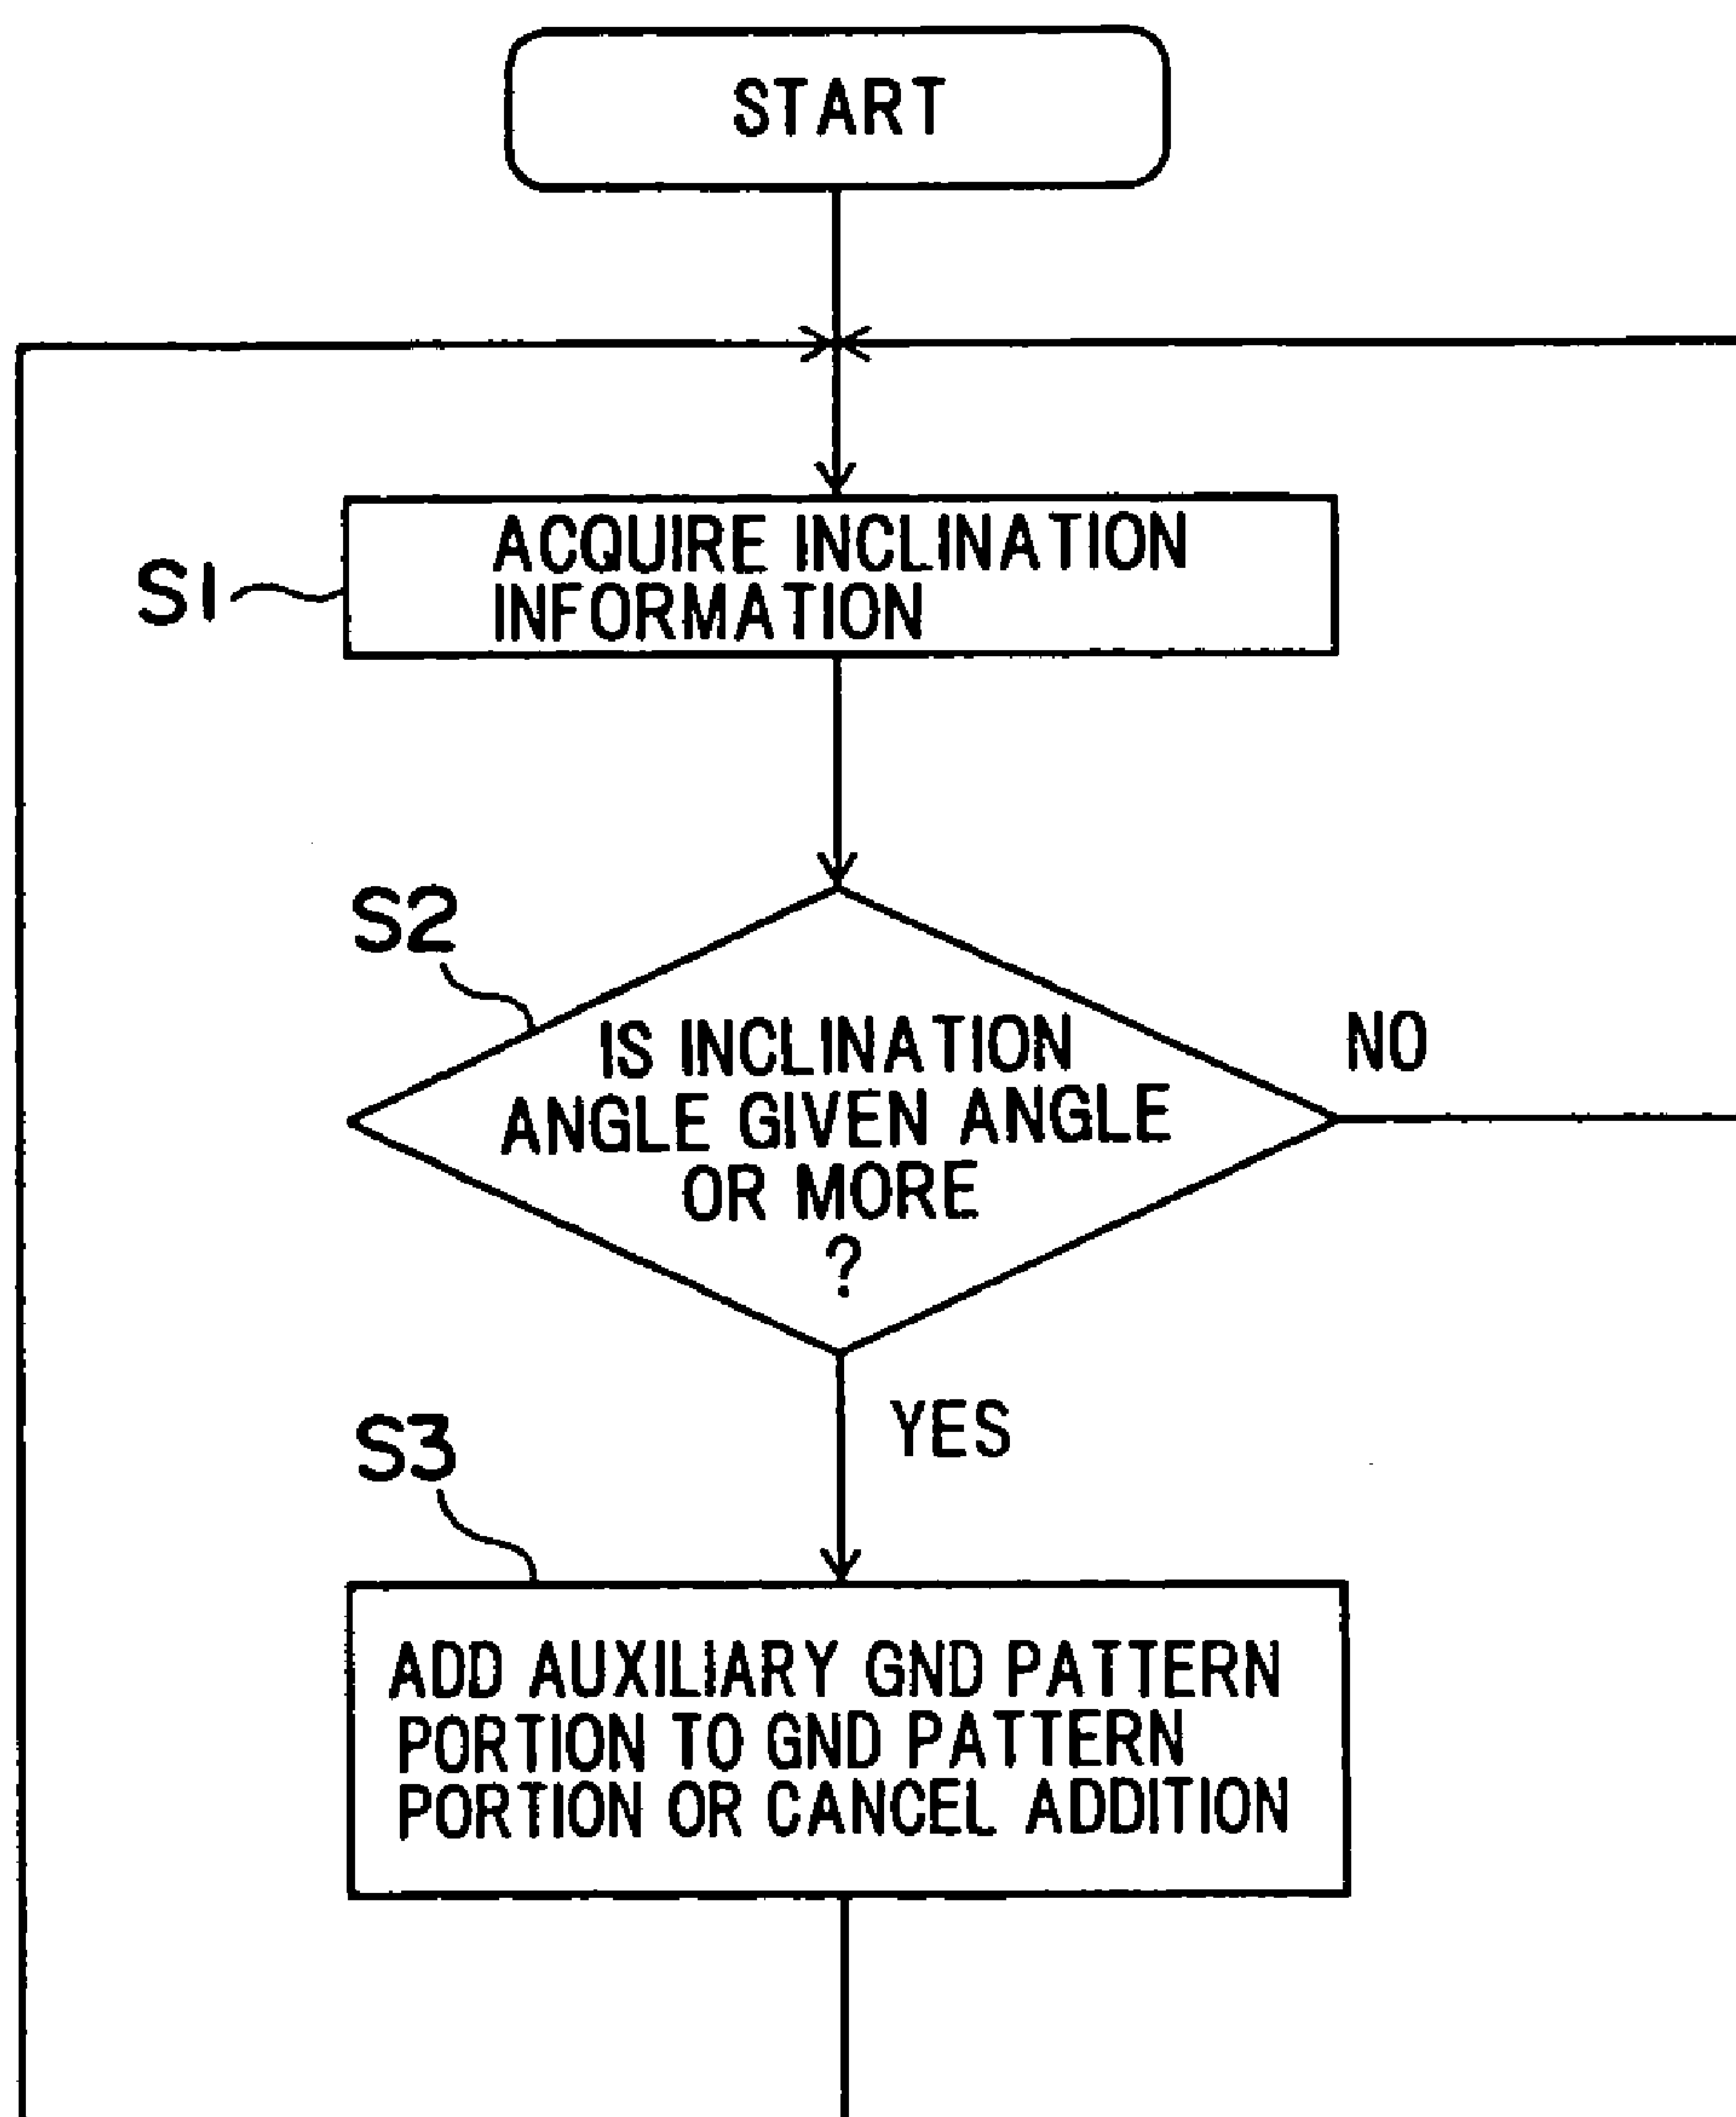 START
S1
ACQUIRE INCLINATION
INFORMATION
S2
IS INCLINATION
ANGLE GIVEN ANGLE
OR MORE
?
NO
YES
S3
ADD AUXILIARY GND PATTERN
PORTION TO GND PATTERN
PORTION OR CANCEL ADDITION